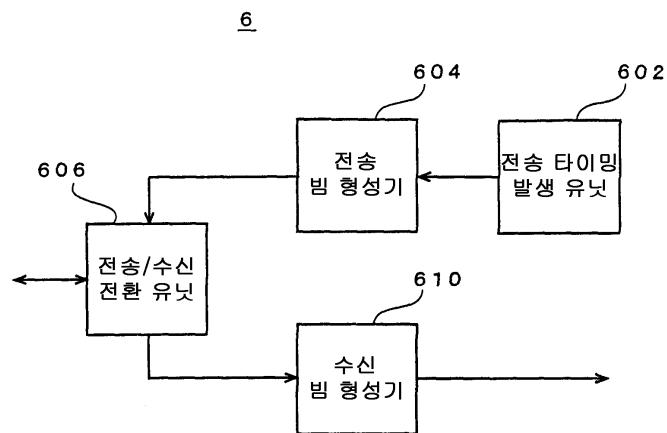 6
604
602
전송
빔 형성기
전송 타이밍
발생 유닛
606
전송/수신
전환 유닛
610
수신
빔 형성기